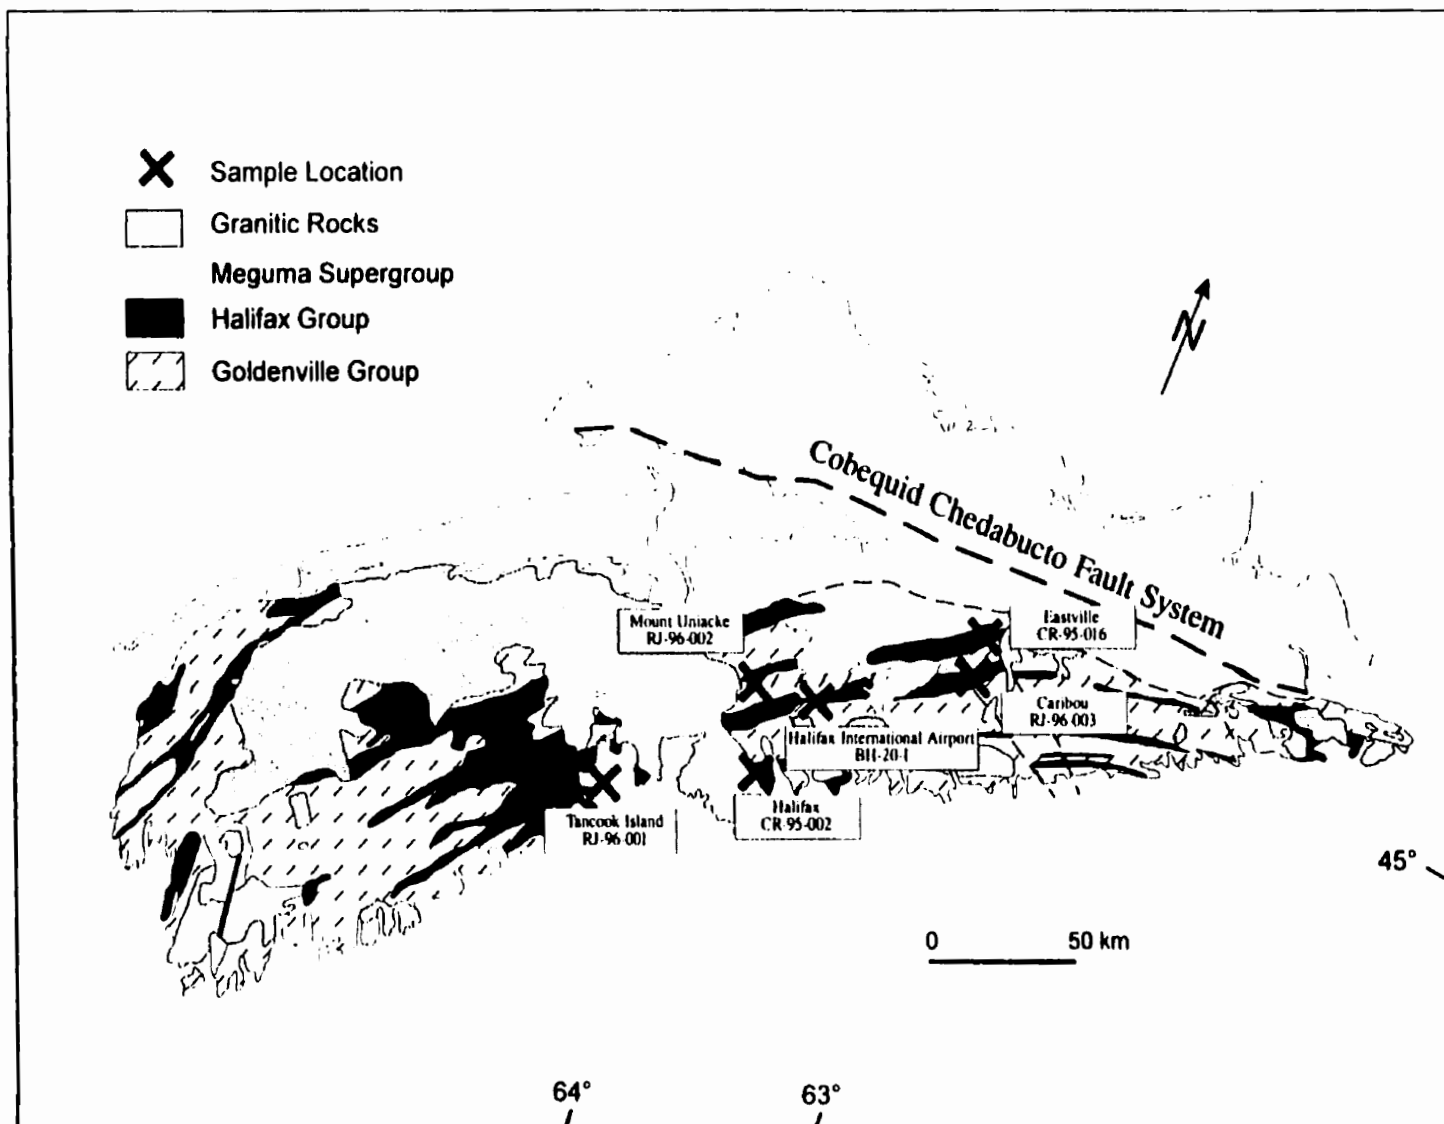 Sample Location
Granitic Rocks
Meguma Supergroup
Halifax Group
Goldenville Group
N
Cobequid Chedabucto Fault System
Mount Uniacke
RJ-96-002
Eastville
CR-95-016
Caribou
RJ-96-003
Halifax International Airport
BH-20-1
Halifax
CR-95-002
Tancook Island
RJ-96-001
45°
0 50 km
64° 63°